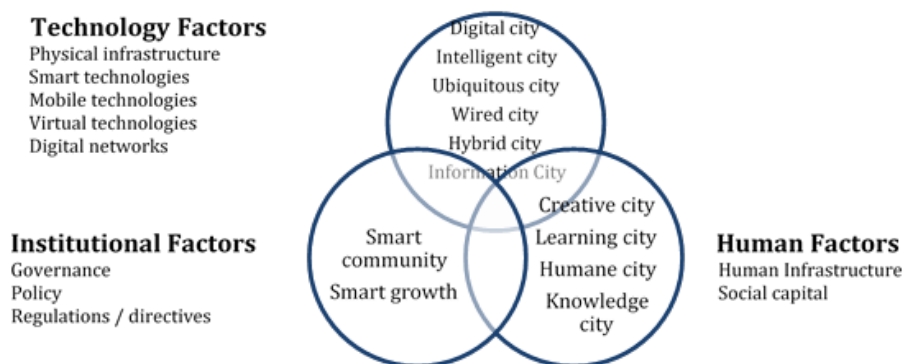 Technology Factors
Physical infrastructure
Smart technologies
Mobile technologies
Virtual technologies
Digital networks
Digital city
Intelligent city
Ubiquitous city
Wired city
Hybrid city
Information City
Institutional Factors
Governance
Policy
Regulations / directives
Smart
community
Smart growth
Creative city
Learning city
Humane city
Knowledge
city
Human Factors
Human Infrastructure
Social capital